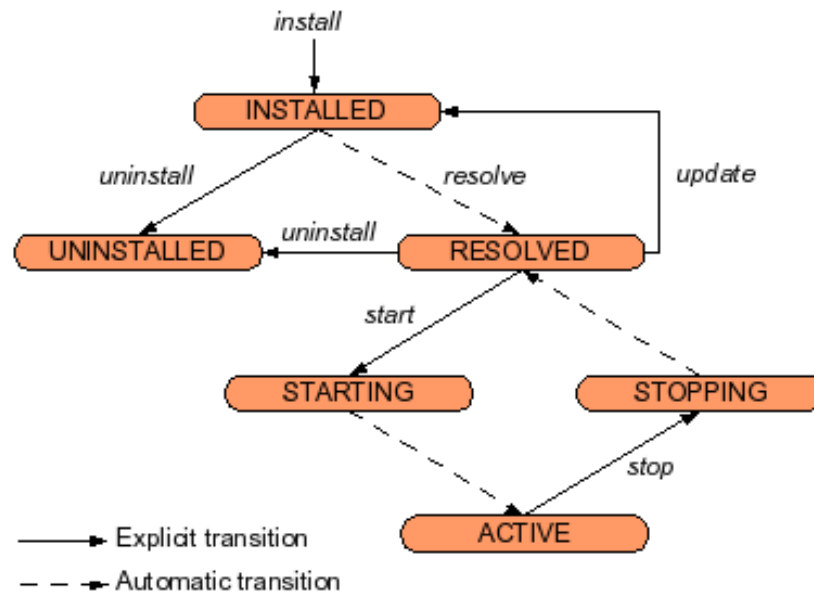 install
INSTALLED
uninstall
resolve
update
UNINSTALLED
uninstall
RESOLVED
start
STARTING
STOPPING
stop
ACTIVE
Explicit transition
Automatic transition